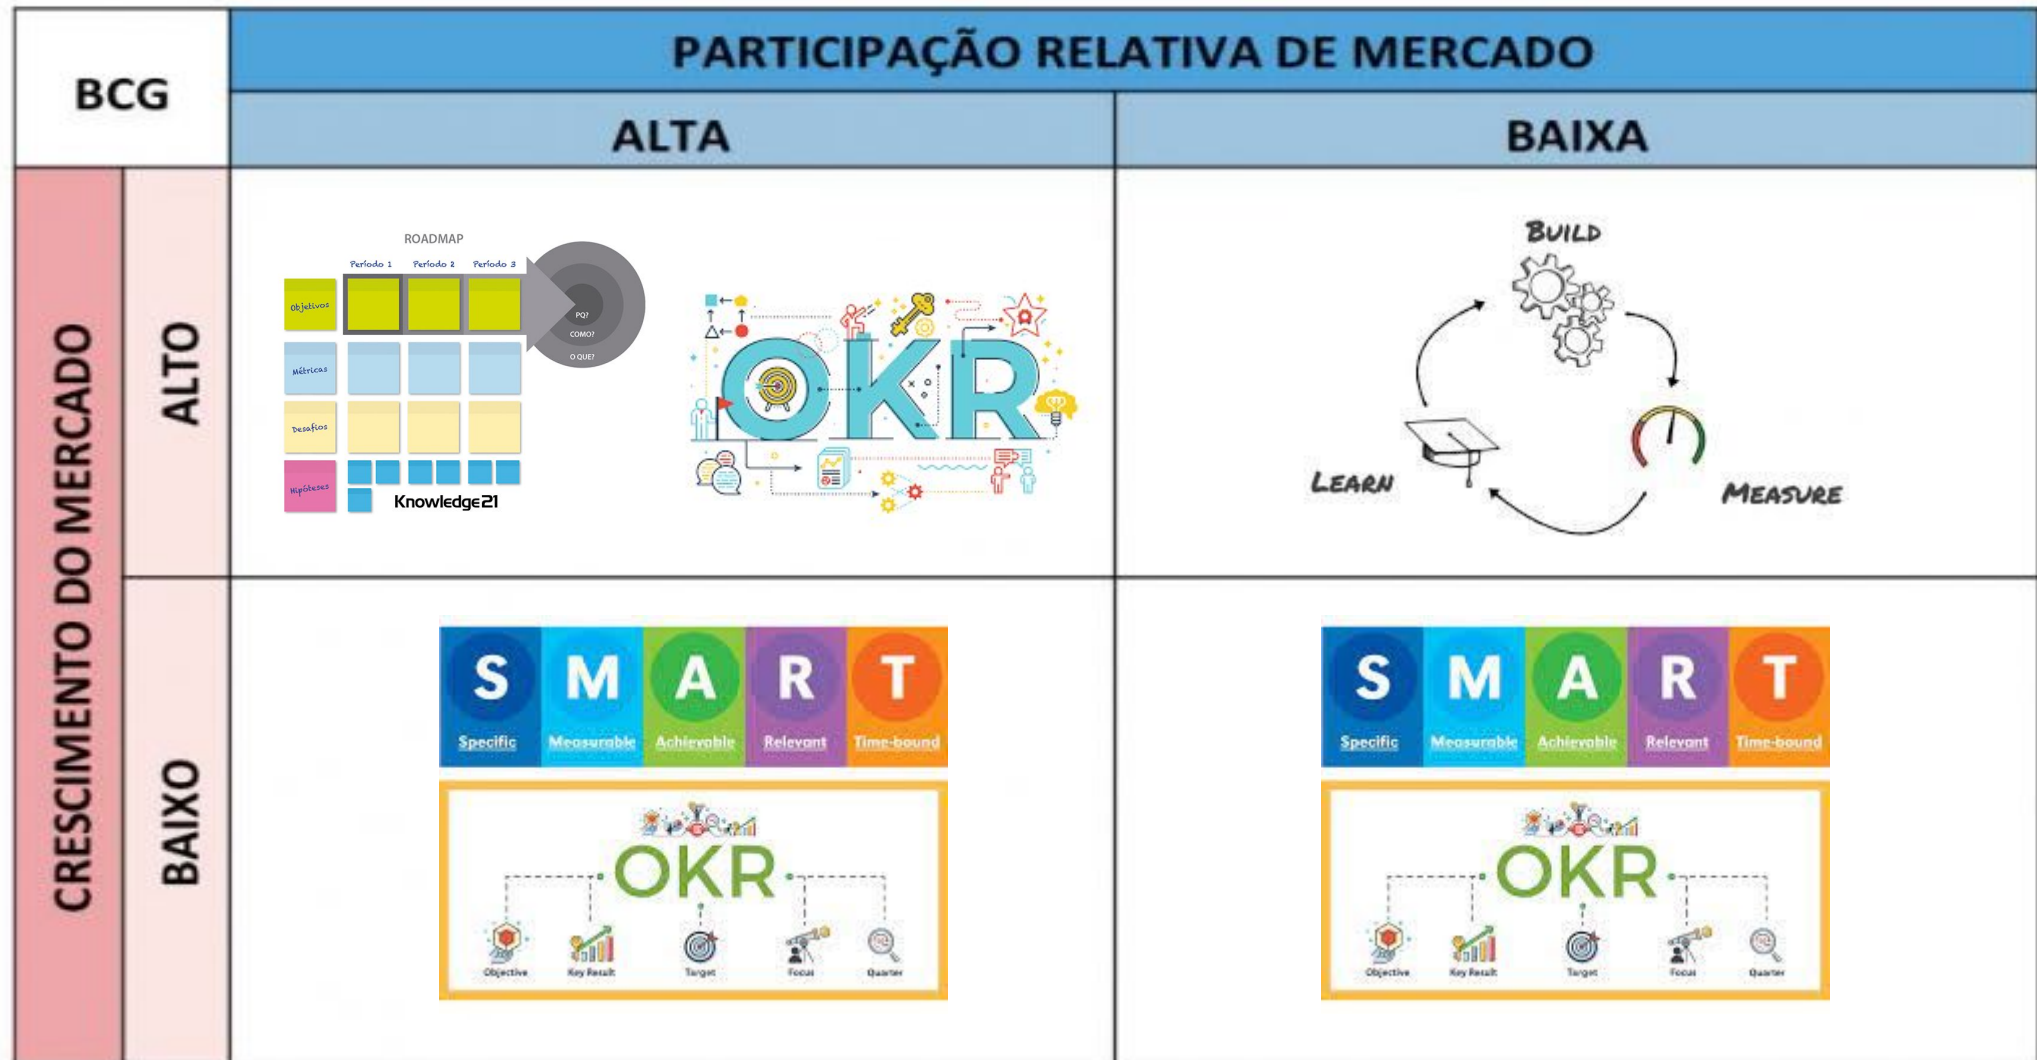 BCG
PARTICIPAÇÃO RELATIVA DE MERCADO
ALTA
BAIXA
CRESCIMENTO DO MERCADO
ALTO
ROADMAP
Período 1 Período 2 Período 3
Objetivos
Métricas
Desafios
Hipóteses
PQ?
COMO?
O QUE?
Knowledge21
OKR
BUILD
MEASURE
LEARN
BAIXO
S M A R T
Specific Measurable Achievable Relevant Time-bound
OKR
Objective Key Result Target Focus Quarter
S M A R T
Specific Measurable Achievable Relevant Time-bound
OKR
Objective Key Result Target Focus Quarter